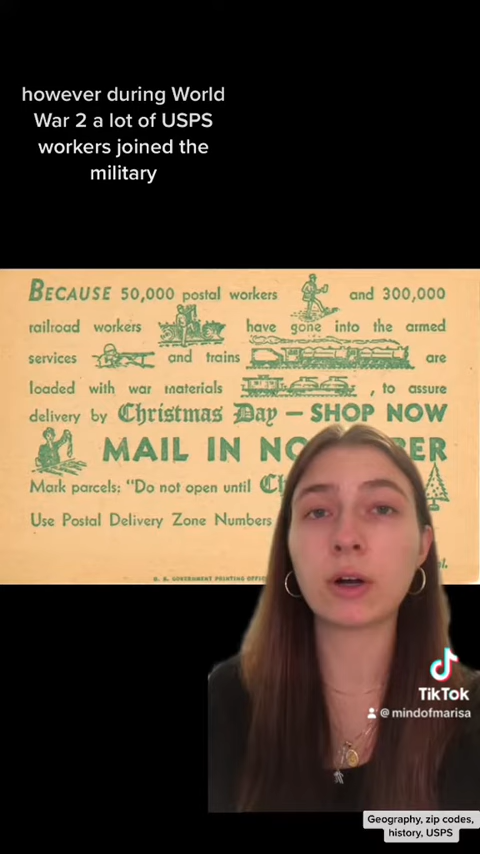 however during World
War 2 a lot of USPS
workers joined the
military
BECAUSE 50,000 postal workers and 300,000
railroad workers have gone into the armed
services and trains are
loaded with war materials , to assure
delivery by Christmas Day — SHOP NOW
MAIL IN
Mark parcels: "Do not open until
Use Postal Delivery Zone Numbers
U. S. GOVERNMENT PRINTING
TikTok
@mindofmarisa
Geography, zip codes,
history, USPS